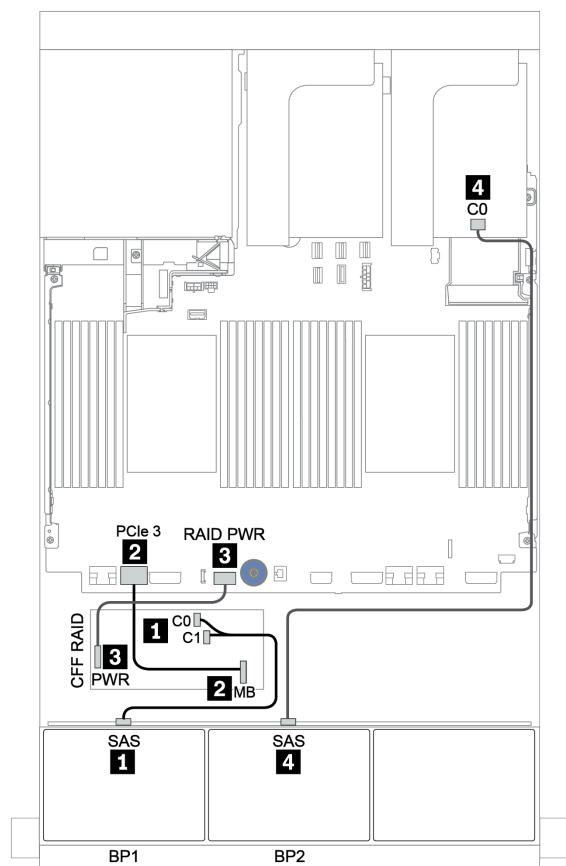 4
C0
PCIe 3
2
RAID PWR
3
CFF RAID
1
C0
C1
3
PWR
2
MB
SAS
1
SAS
4
BP1
BP2